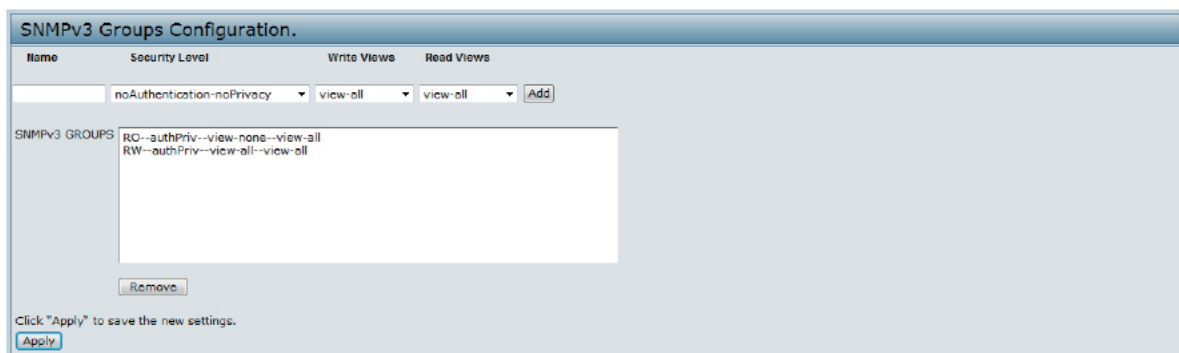 SNMPv3 Groups Configuration.
Name Security Level Write Views Read Views
noAuthentication-noPrivacy view-all view-all Add
SNMPv3 GROUPS
RO--authPriv--view-none--view-all
RW--authPriv--view-all--view-all
Remove
Click "Apply" to save the new settings.
Apply